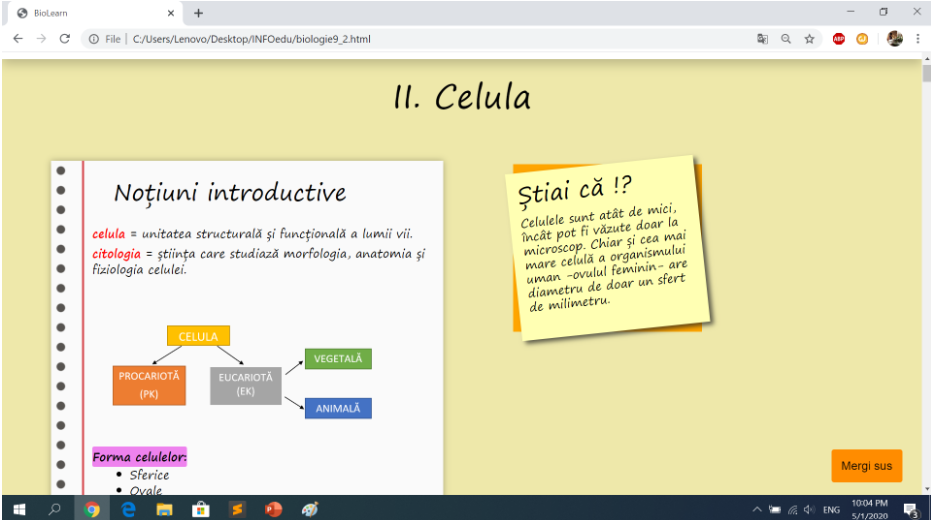 BioLearn
File | C:/Users/Lenovo/Desktop/INFOedu/biologie9_2.html
ABP
II. Celula
Noțiuni introductive
celula = unitatea structurală și funcțională a lumii vii.
citologia = știința care studiază morfologia, anatomia și
fiziologia celulei.
CELULA
PROCARIOTĂ
(PK)
EUCARIOTĂ
(EK)
VEGETALĂ
ANIMALĂ
Forma celulelor:
• Sferice
• Ovale
Știai că !?
Celulele sunt atât de mici,
încât pot fi văzute doar la
microscop. Chiar și cea mai
mare celulă a organismului
uman -ovulul feminin- are
diametru de doar un sfert
de milimetru.
Mergi sus
ENG
10:04 PM
5/1/2020
3